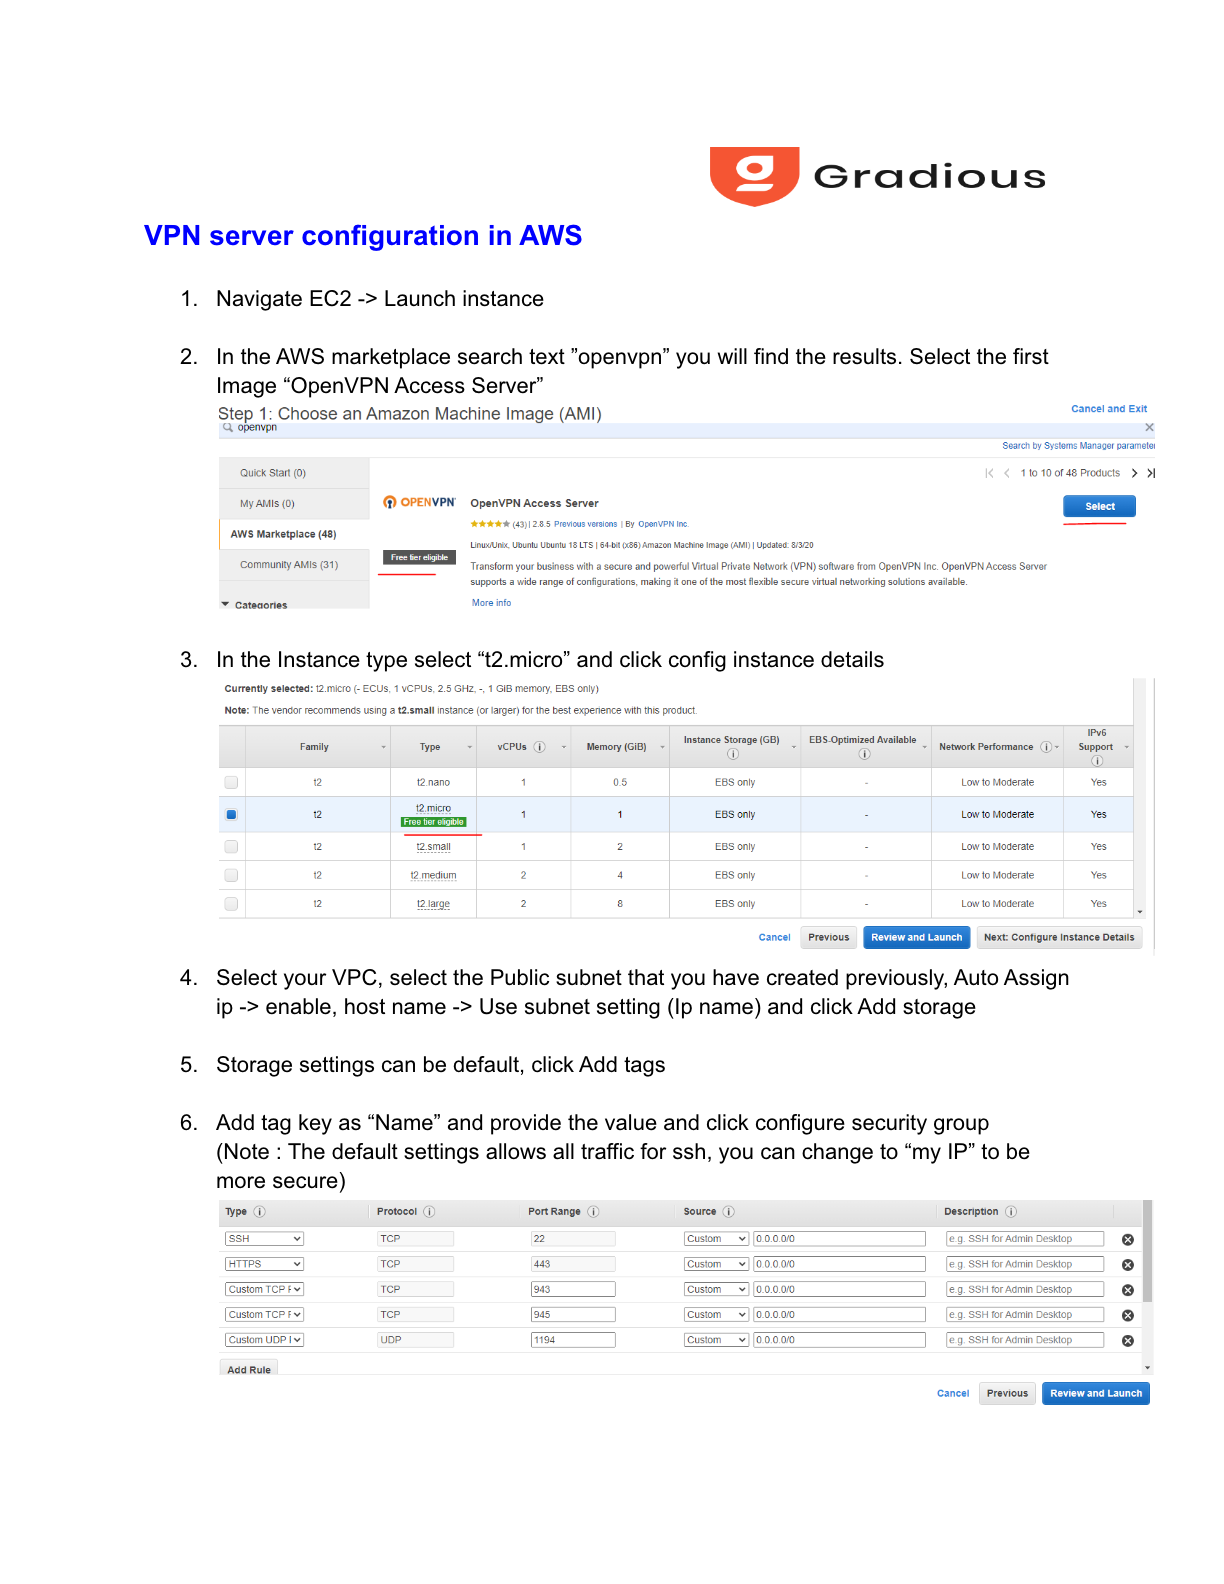 Gradious
VPN server configuration in AWS
1. Navigate EC2 -> Launch instance
2. In the AWS marketplace search text ”openvpn” you will find the results. Select the first
Image “OpenVPN Access Server”
Step 1: Choose an Amazon Machine Image (AMI)
Cancel and Exit
openvpn
Search by Systems Manager parameter
Quick Start (0)
1 to 10 of 48 Products
My AMIs (0)
OPENVPN
OpenVPN Access Server
Select
(43) | 2.8.5 Previous versions | By OpenVPN Inc.
AWS Marketplace (48)
Linux/Unix, Ubuntu Ubuntu 18 LTS | 64-bit (x86) Amazon Machine Image (AMI) | Updated: 8/3/20
Free tier eligible
Community AMIs (31)
Transform your business with a secure and powerful Virtual Private Network (VPN) software from OpenVPN Inc. OpenVPN Access Server
supports a wide range of configurations, making it one of the most flexible secure virtual networking solutions available.
Categories
More info
3. In the Instance type select “t2.micro” and click config instance details
Currently selected: t2.micro (- ECUs, 1 vCPUs, 2.5 GHz, -, 1 GiB memory, EBS only)
Note: The vendor recommends using a t2.small instance (or larger) for the best experience with this product.
Family Type vCPUs Memory (GiB) Instance Storage (GB) EBS-Optimized Available Network Performance IPv6 Support
t2 t2.nano 1 0.5 EBS only - Low to Moderate Yes
t2 t2.micro Free tier eligible 1 1 EBS only - Low to Moderate Yes
t2 t2.small 1 2 EBS only - Low to Moderate Yes
t2 t2.medium 2 4 EBS only - Low to Moderate Yes
t2 t2.large 2 8 EBS only - Low to Moderate Yes
Cancel Previous Review and Launch Next: Configure Instance Details
4. Select your VPC, select the Public subnet that you have created previously, Auto Assign
ip -> enable, host name -> Use subnet setting (Ip name) and click Add storage
5. Storage settings can be default, click Add tags
6. Add tag key as “Name” and provide the value and click configure security group
(Note : The default settings allows all traffic for ssh, you can change to “my IP” to be
more secure)
Type Protocol Port Range Source Description
SSH TCP 22 Custom 0.0.0.0/0 e.g. SSH for Admin Desktop
HTTPS TCP 443 Custom 0.0.0.0/0 e.g. SSH for Admin Desktop
Custom TCP F TCP 943 Custom 0.0.0.0/0 e.g. SSH for Admin Desktop
Custom TCP F TCP 945 Custom 0.0.0.0/0 e.g. SSH for Admin Desktop
Custom UDP I UDP 1194 Custom 0.0.0.0/0 e.g. SSH for Admin Desktop
Add Rule
Cancel Previous Review and Launch